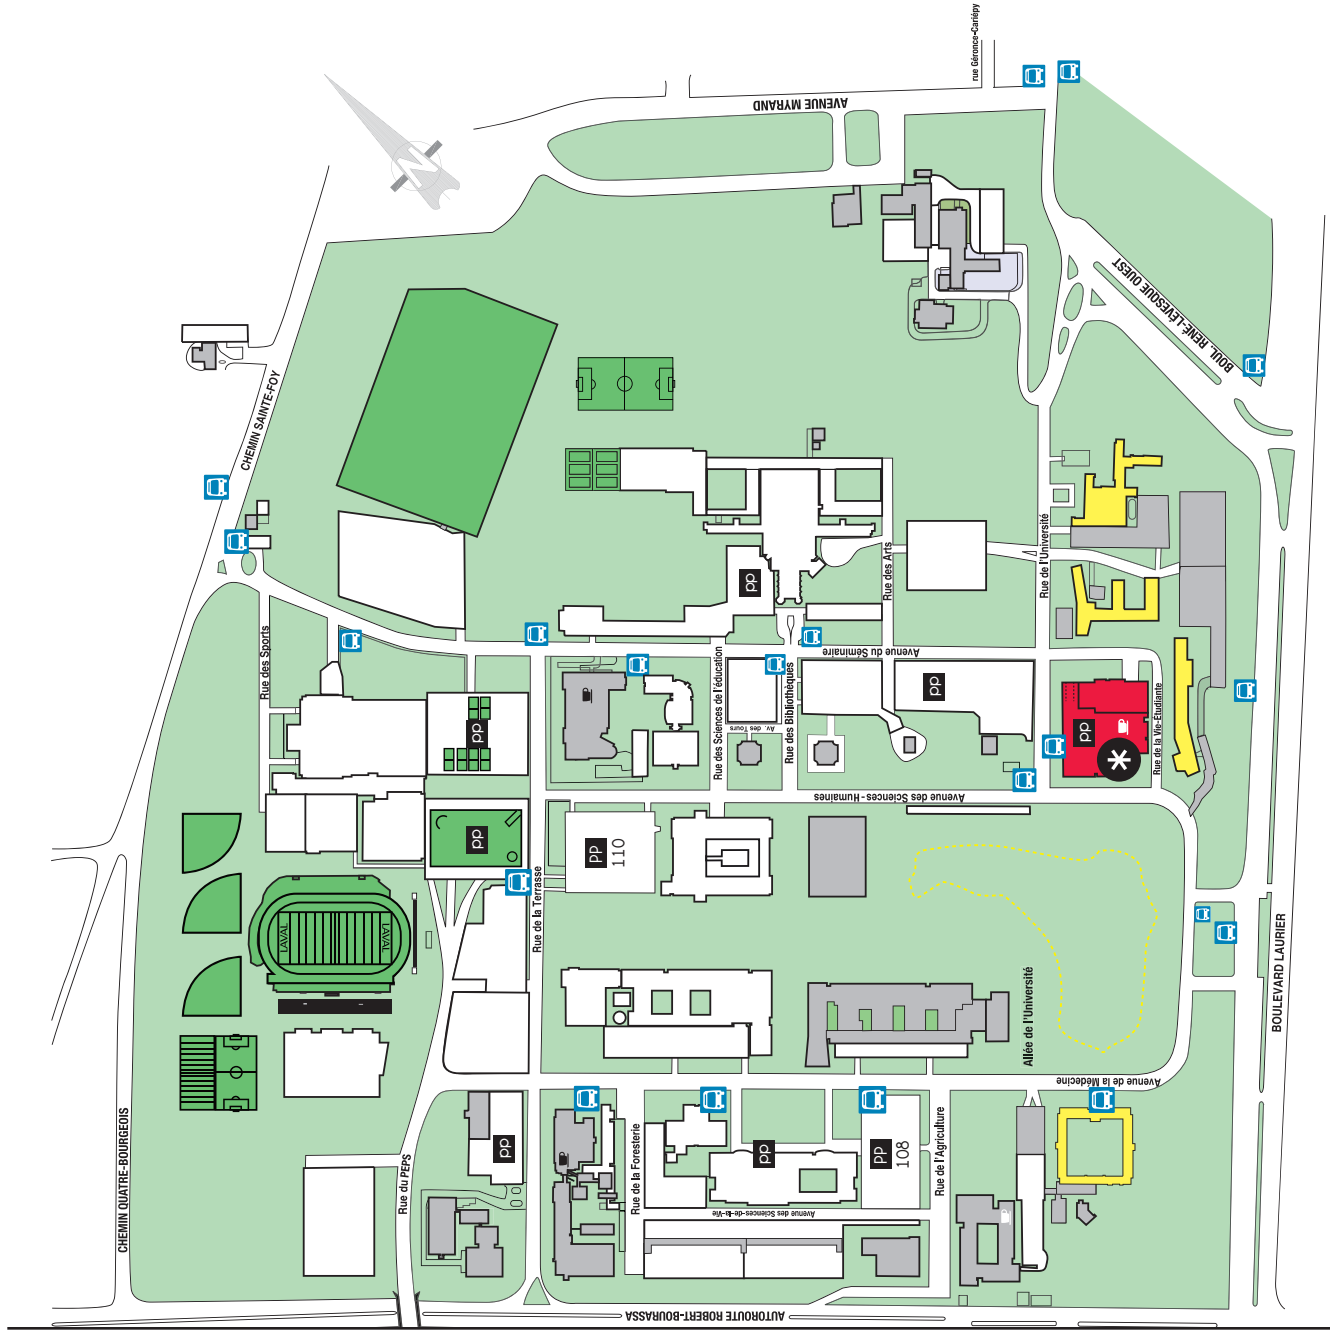 rue Géronce-Cariépy
AVENUE MYRAND
N
BOUL. RENÉ-LÉVESQUE OUEST
CHEMIN SAINTE-FOY
Rue de l'Université
Rue des Arts
PP
Rue des Sports
Avenue du Séminaire
Rue des Sciences de l'éducation
Rue des Bibliothèques
Av. des Tours
PP
PP
PP
Rue de la Vie-Étudiante
*
Avenue des Sciences-Humaines
PP
PP
110
Rue de la Terrasse
LAVAL
LAVAL
BOULEVARD LAURIER
Allée de l'Université
Avenue de la Médecine
CHEMIN QUATRE-BOURGEOIS
Rue du PEPS
PP
Rue de la Foresterie
PP
PP
108
Rue de l'Agriculture
Avenue des Sciences-de-la-Vie
AUTOROUTE ROBERT-BOURASSA